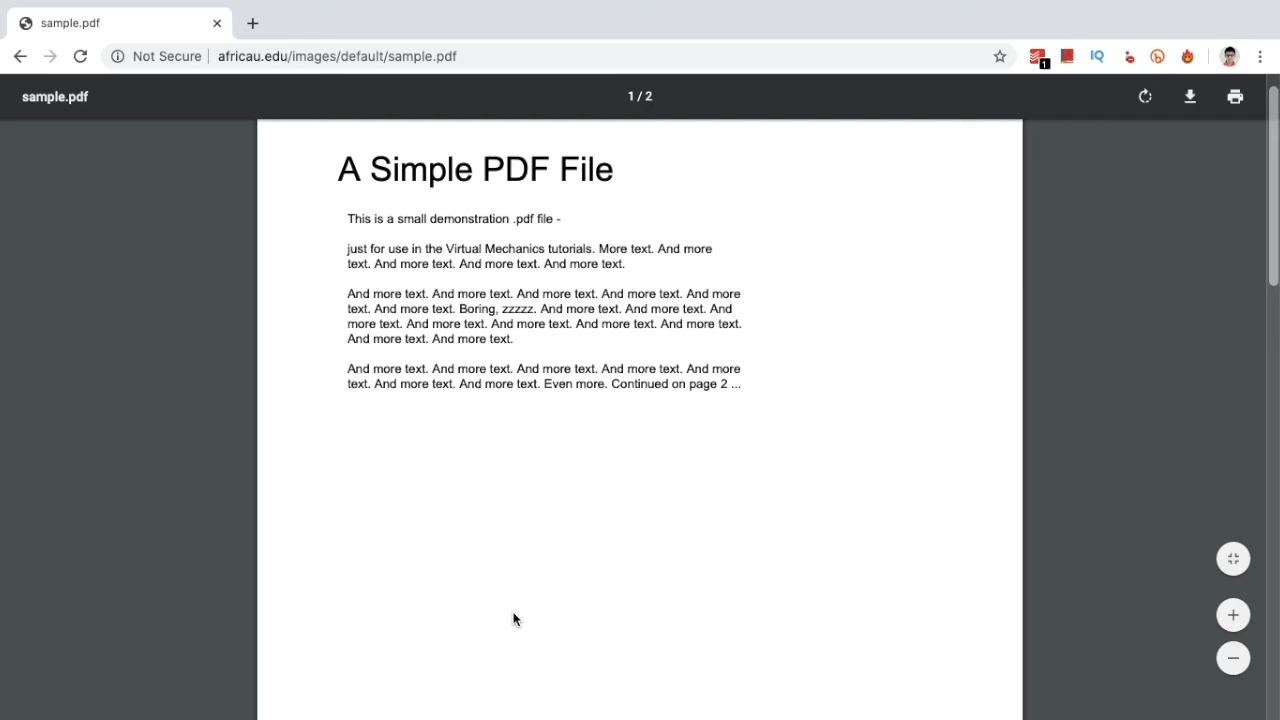 sample.pdf
Not Secure
africau.edu/images/default/sample.pdf
1
IQ
sample.pdf
1 / 2
A Simple PDF File
This is a small demonstration .pdf file -
just for use in the Virtual Mechanics tutorials. More text. And more
text. And more text. And more text. And more text.
And more text. And more text. And more text. And more text. And more
text. And more text. Boring, zzzzz. And more text. And more text. And
more text. And more text. And more text. And more text. And more text.
And more text. And more text.
And more text. And more text. And more text. And more text. And more
text. And more text. And more text. Even more. Continued on page 2 ...